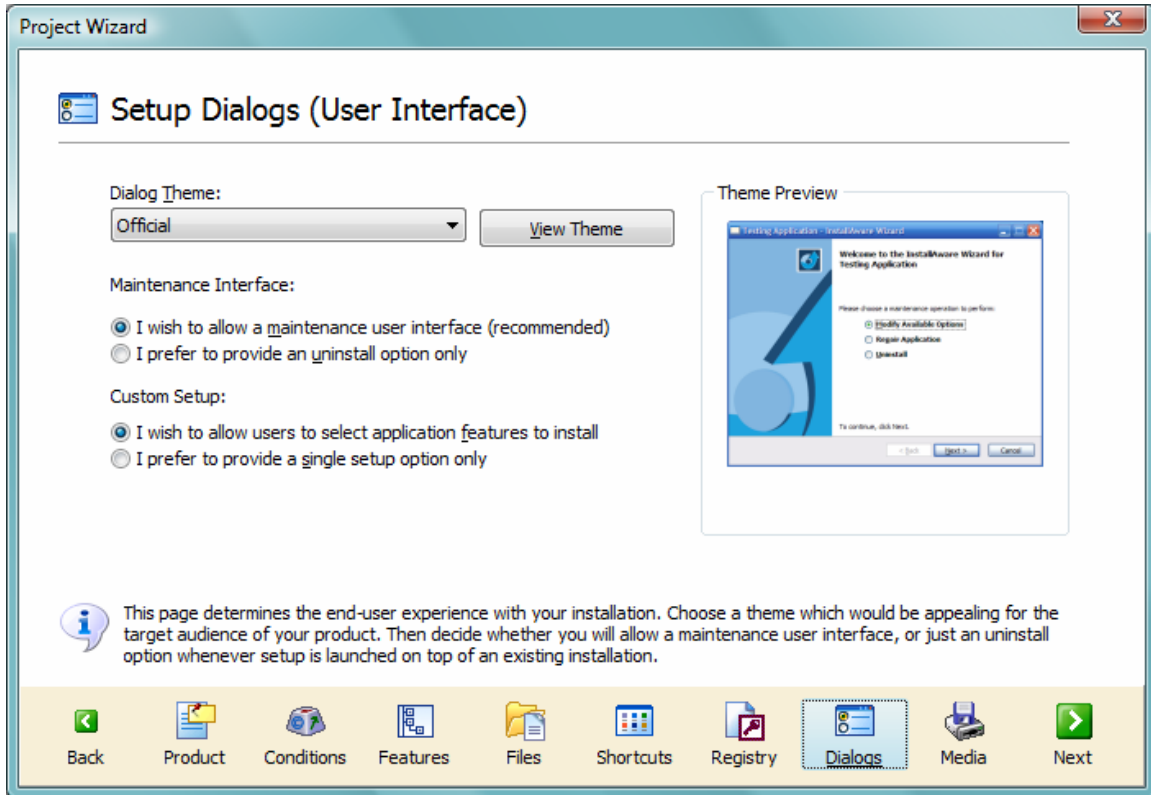 Project Wizard
Setup Dialogs (User Interface)
Dialog Theme:
Official
View Theme
Maintenance Interface:
I wish to allow a maintenance user interface (recommended)
I prefer to provide an uninstall option only
Custom Setup:
I wish to allow users to select application features to install
I prefer to provide a single setup option only
Theme Preview
Testing Application - InstallAware Wizard
Welcome to the InstallAware Wizard for
Testing Application
Please choose a maintenance operation to perform:
Modify Available Options
Repair Application
Uninstall
To continue, click Next.
< Back
Next >
Cancel
This page determines the end-user experience with your installation. Choose a theme which would be appealing for the
target audience of your product. Then decide whether you will allow a maintenance user interface, or just an uninstall
option whenever setup is launched on top of an existing installation.
Back
Product
Conditions
Features
Files
Shortcuts
Registry
Dialogs
Media
Next